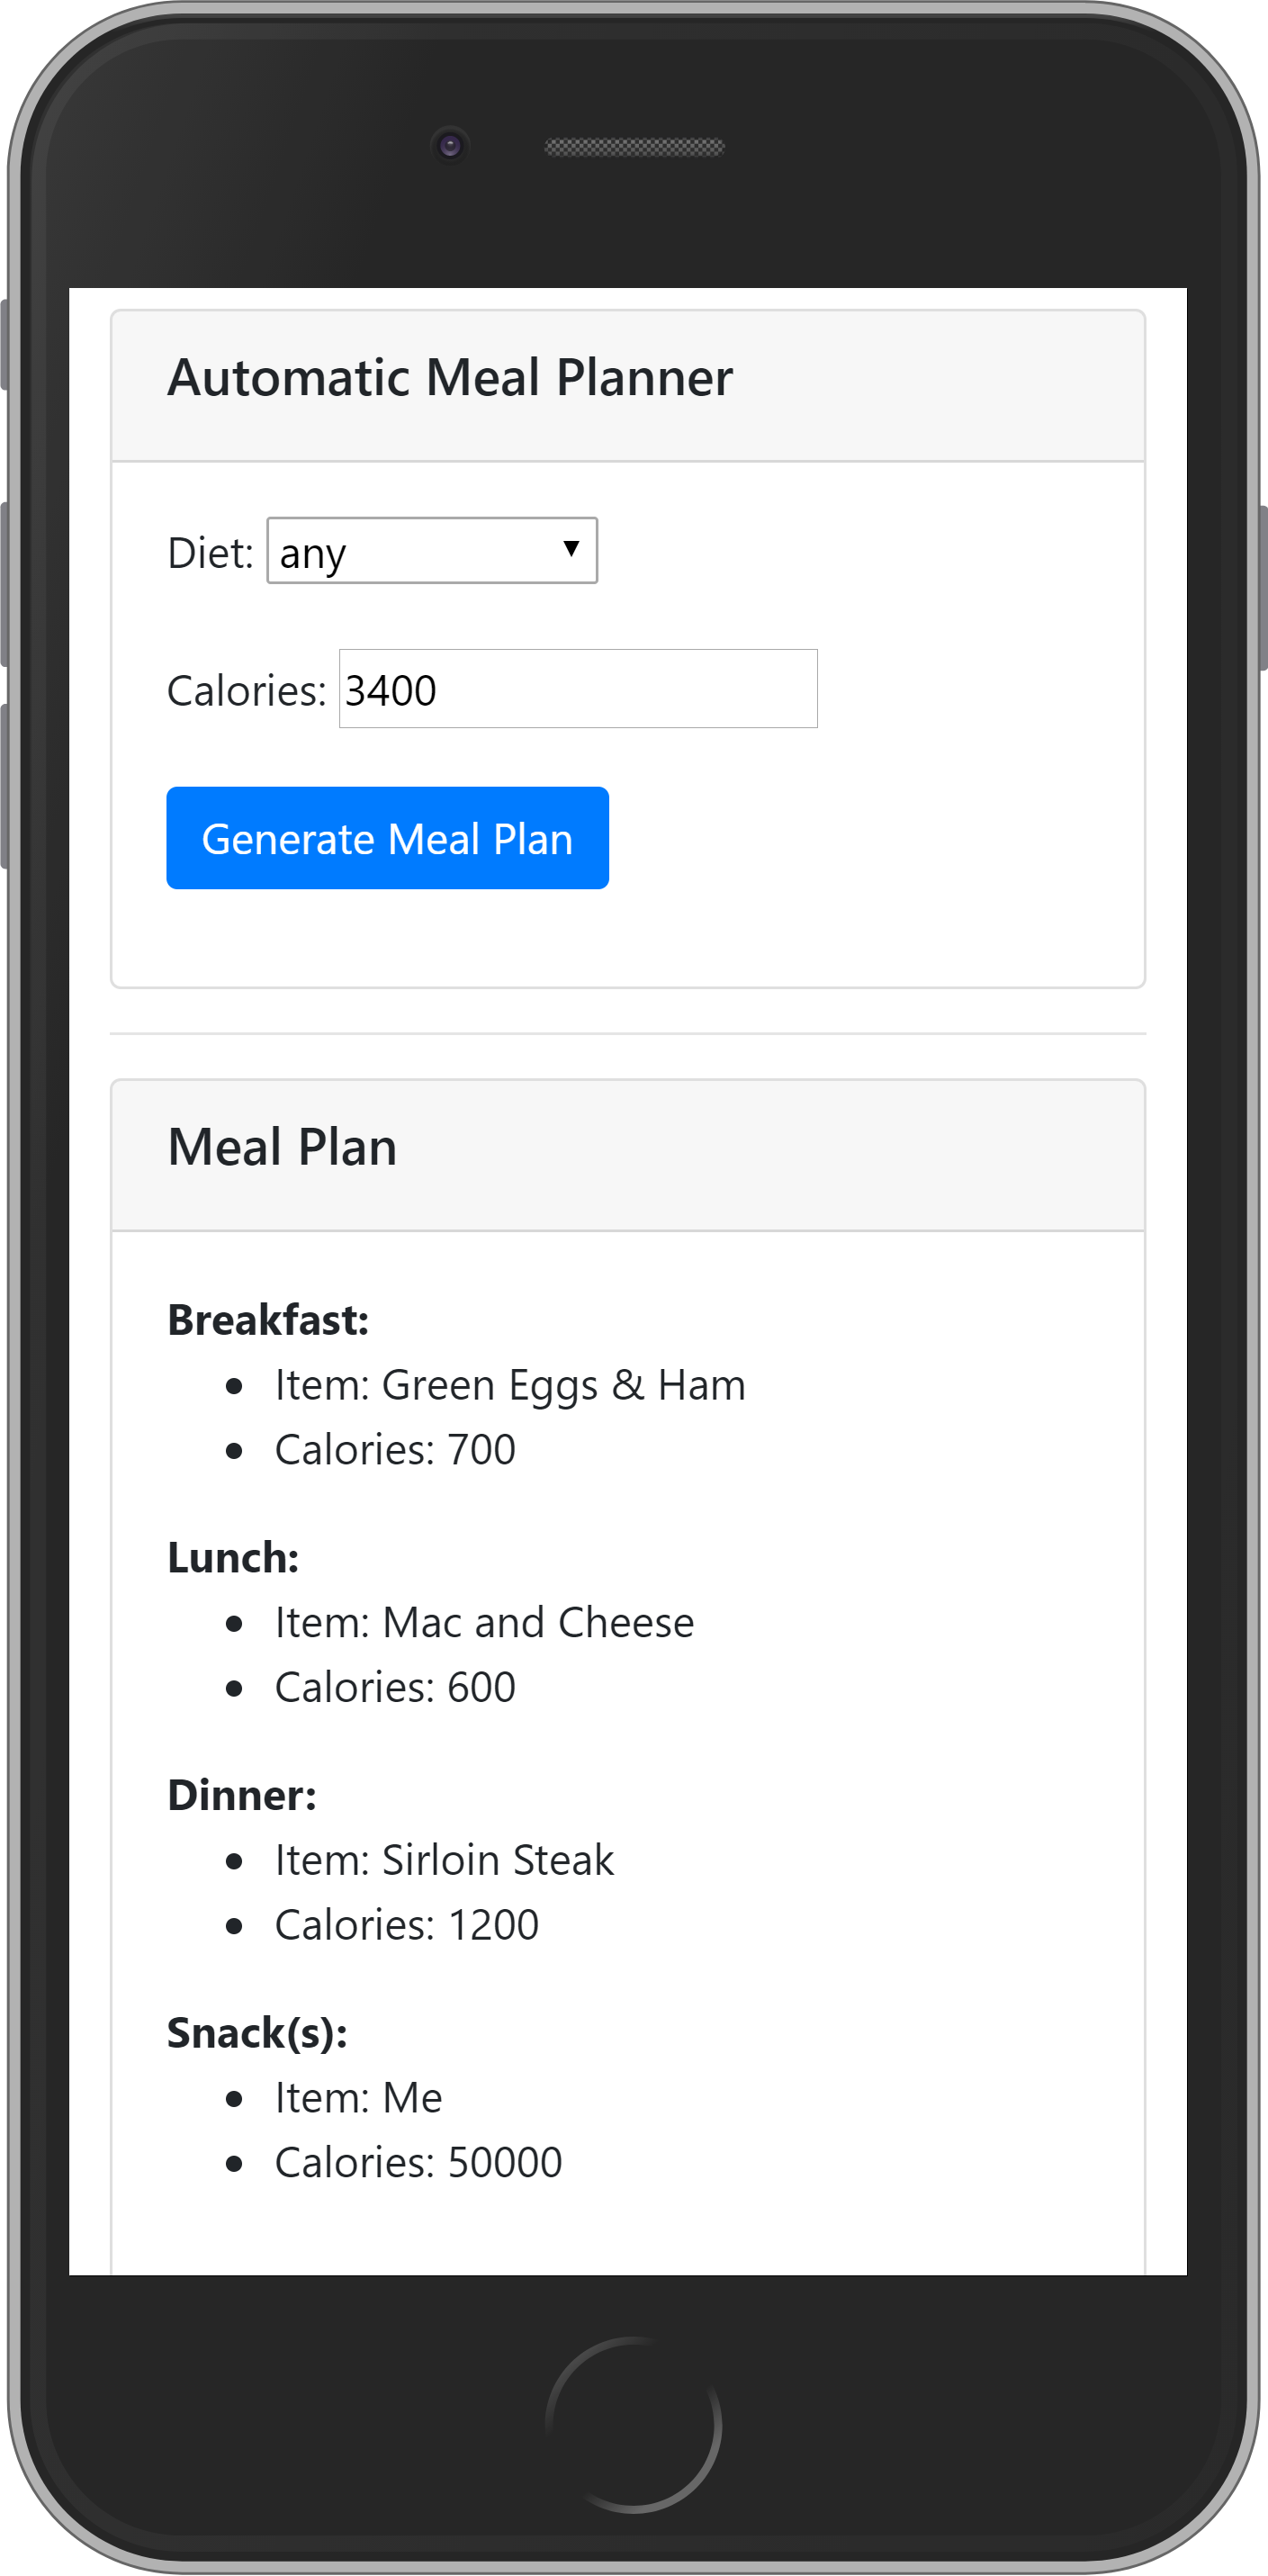 Automatic Meal Planner
Diet: any
Calories: 3400
Generate Meal Plan
Meal Plan
Breakfast:
Item: Green Eggs & Ham
Calories: 700
Lunch:
Item: Mac and Cheese
Calories: 600
Dinner:
Item: Sirloin Steak
Calories: 1200
Snack(s):
Item: Me
Calories: 50000